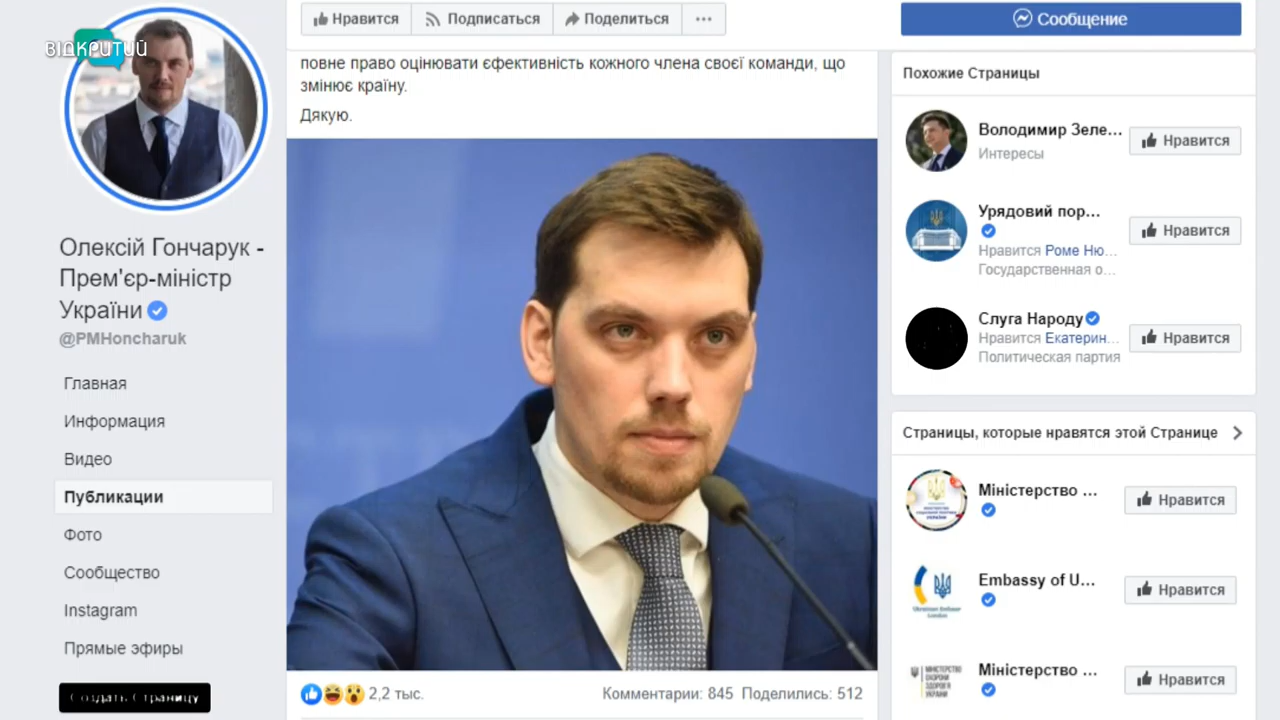 ВІДКРИТИЙ
Олексій Гончарук -
Прем'єр-міністр
України
@PMHoncharuk
Главная
Информация
Видео
Публикации
Фото
Сообщество
Instagram
Прямые эфиры
Создать Страницу
Нравится
Подписаться
Поделиться
...
повне право оцінювати єфективність кожного члена своєї команди, що
змінює країну.
Дякую.
2,2 тыс.
Комментарии: 845 Поделились: 512
Сообщение
Похожие Страницы
Володимир Зеле...
Интересы
Нравится
Урядовий пор...
Нравится Роме Ню...
Государственная о...
Нравится
Слуга Народу
Нравится Екатерин...
Политическая партия
Нравится
Страницы, которые нравятся этой Странице
Міністерство ...
Нравится
Embassy of U...
Нравится
Міністерство ...
Нравится